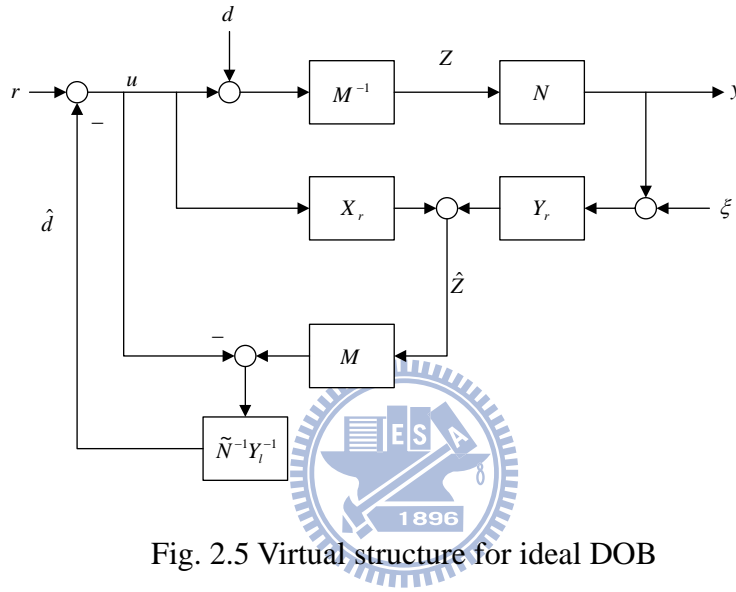 d
Z
r
u
M⁻¹
N
y
−
X_r
Y_r
ξ
d̂
Ẑ
−
M
Ñ⁻¹Y_l⁻¹
E S A
1896
Fig. 2.5 Virtual structure for ideal DOB